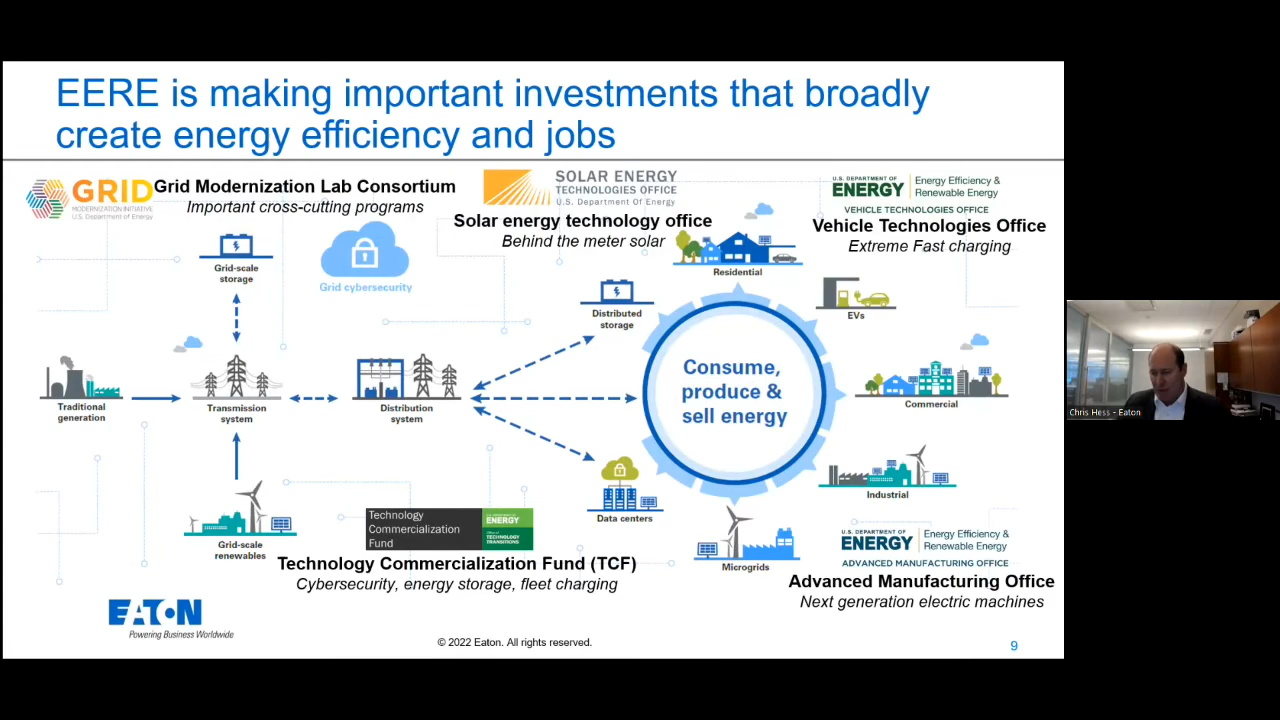 EERE is making important investments that broadly
create energy efficiency and jobs
GRID
MODERNIZATION INITIATIVE
U.S. Department of Energy
Grid Modernization Lab Consortium
Important cross-cutting programs
SOLAR ENERGY
TECHNOLOGIES OFFICE
U.S. Department Of Energy
Solar energy technology office
Behind the meter solar
U.S. DEPARTMENT OF
ENERGY
Energy Efficiency &
Renewable Energy
VEHICLE TECHNOLOGIES OFFICE
Vehicle Technologies Office
Extreme Fast charging
Grid-scale
storage
Grid cybersecurity
Residential
Distributed
storage
EVs
Traditional
generation
Transmission
system
Distribution
system
Consume,
produce &
sell energy
Commercial
Industrial
Data centers
Grid-scale
renewables
Microgrids
Technology
Commercialization
Fund
U.S. DEPARTMENT OF
ENERGY
Office of
TECHNOLOGY
TRANSITIONS
Technology Commercialization Fund (TCF)
Cybersecurity, energy storage, fleet charging
U.S. DEPARTMENT OF
ENERGY
Energy Efficiency &
Renewable Energy
ADVANCED MANUFACTURING OFFICE
Advanced Manufacturing Office
Next generation electric machines
EATON
Powering Business Worldwide
© 2022 Eaton. All rights reserved.
9
Chris Hess - Eaton